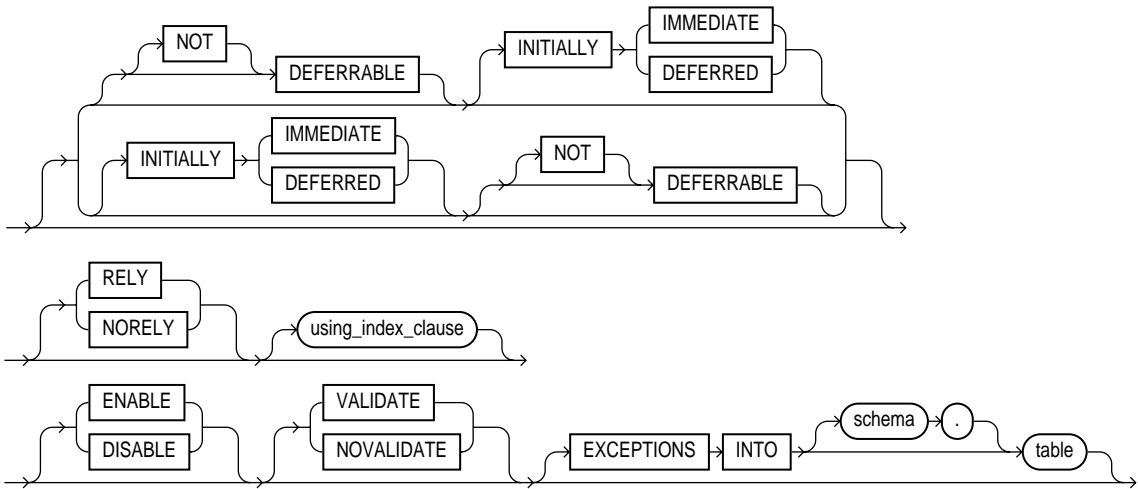 NOT
INITIALLY
IMMEDIATE
DEFERRED
DEFERRABLE
INITIALLY
IMMEDIATE
DEFERRED
NOT
DEFERRABLE
RELY
NORELY
using_index_clause
ENABLE
DISABLE
VALIDATE
NOVALIDATE
EXCEPTIONS INTO
schema .
table